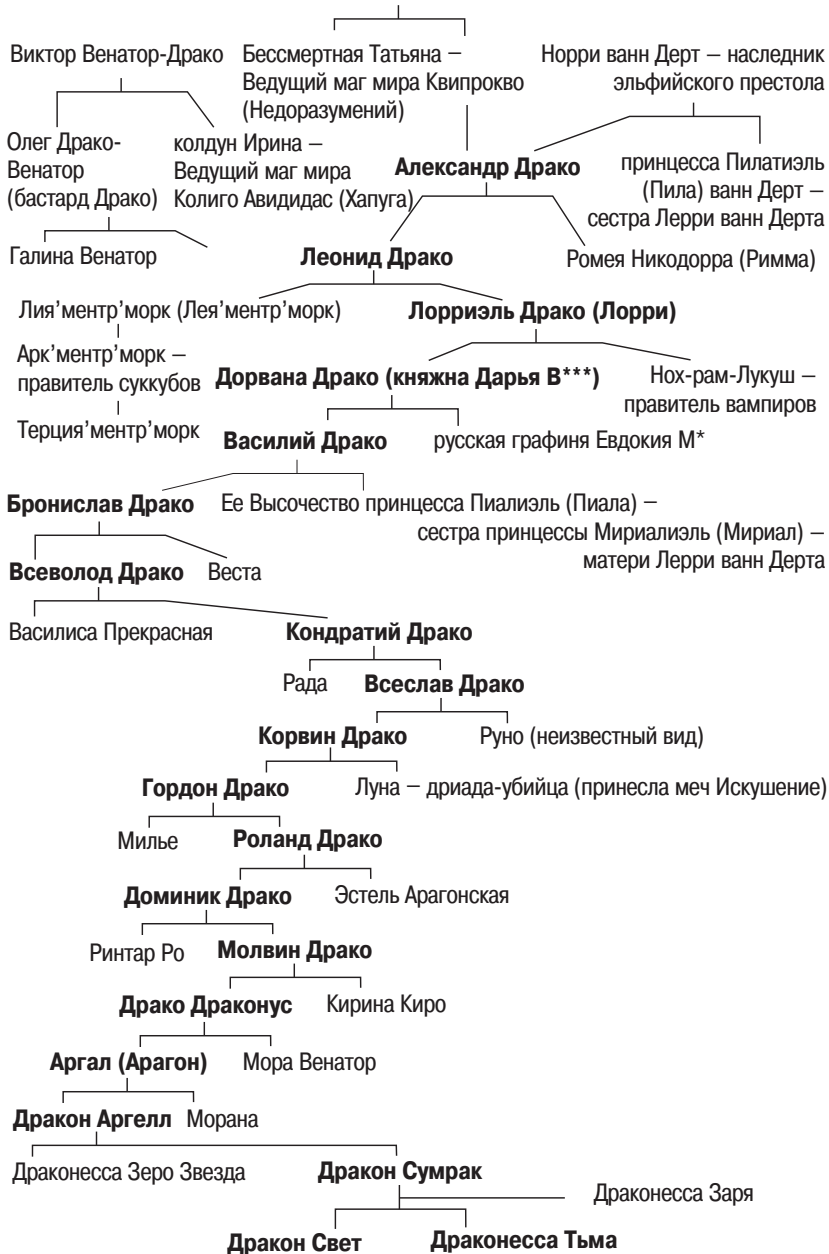 Виктор Венатор-Драко
Бессмертная Татьяна –
Ведущий маг мира Квипрокво
(Недоразумений)
Норри ванн Дерт – наследник
эльфийского престола
Олег Драко-
Венатор
(бастард Драко)
колдун Ирина –
Ведущий маг мира
Колиго Авидидас (Хапуга)
Александр Драко
принцесса Пилатиэль
(Пила) ванн Дерт –
сестра Лерри ванн Дерта
Галина Венатор
Леонид Драко
Ромея Никодорра (Римма)
Лия’ментр’морк (Лея’ментр’морк)
Лорриэль Драко (Лорри)
Арк’ментр’морк –
правитель суккубов
Дорвана Драко (княжна Дарья В***)
Нох-рам-Лукуш –
правитель вампиров
Терция’ментр’морк
Василий Драко
русская графиня Евдокия М*
Бронислав Драко
Ее Высочество принцесса Пиалиэль (Пиала) –
сестра принцессы Мириалиэль (Мириал) –
матери Лерри ванн Дерта
Всеволод Драко
Веста
Василиса Прекрасная
Кондратий Драко
Рада
Всеслав Драко
Корвин Драко
Руно (неизвестный вид)
Гордон Драко
Луна – дриада-убийца (принесла меч Искушение)
Милье
Роланд Драко
Доминик Драко
Эстель Арагонская
Ринтар Ро
Молвин Драко
Драко Драконус
Кирина Киро
Аргал (Арагон)
Мора Венатор
Дракон Аргелл
Морана
Драконесса Зеро Звезда
Дракон Сумрак
Драконесса Заря
Дракон Свет
Драконесса Тьма